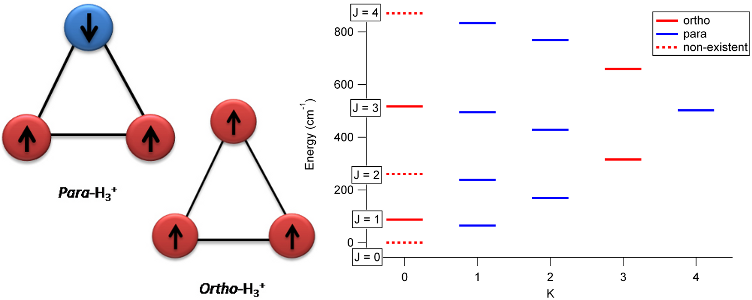 Para-H₃⁺
Ortho-H₃⁺
Energy (cm⁻¹)
800
600
400
200
0
J = 4
J = 3
J = 2
J = 1
J = 0
0 1 2 3 4
K
ortho
para
non-existent